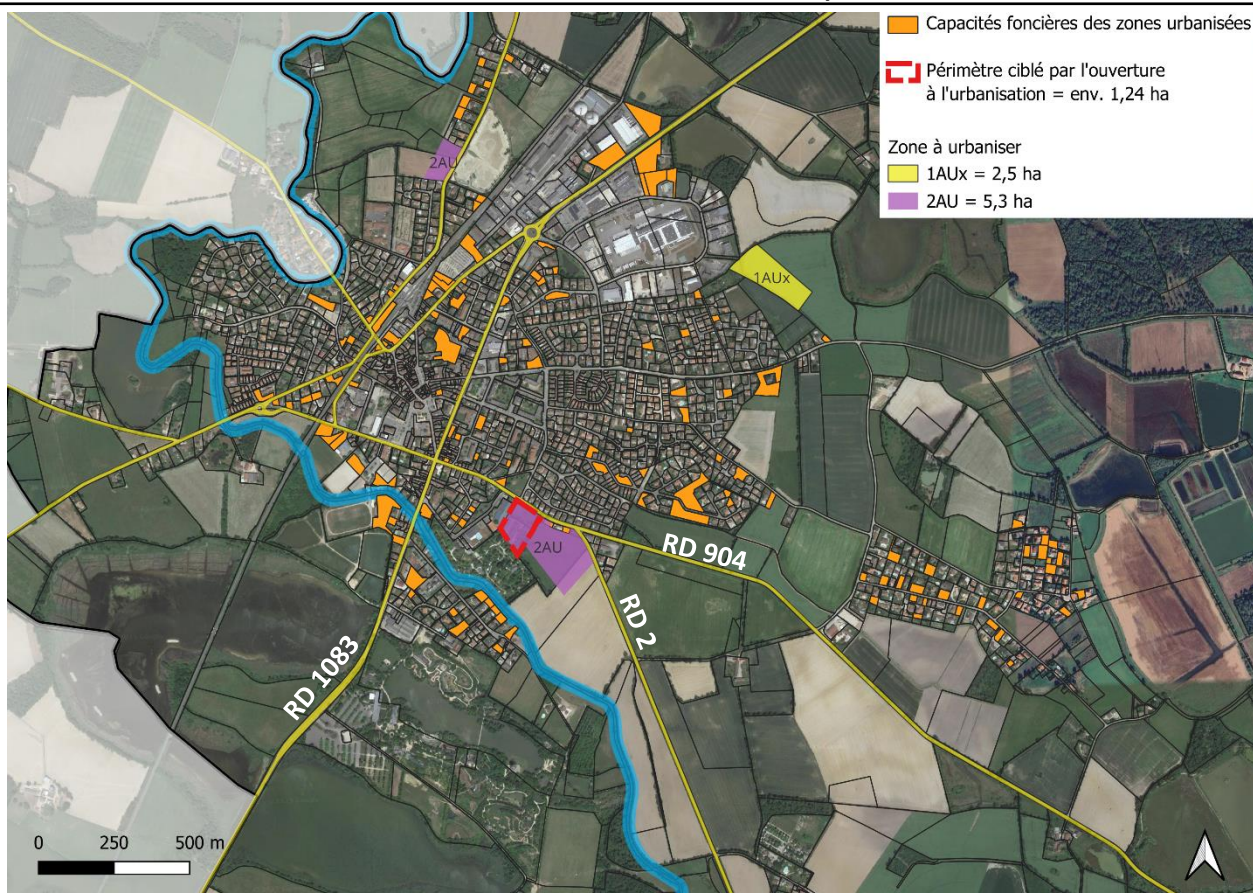 Capacités foncières des zones urbanisées
Périmètre ciblé par l'ouverture
à l'urbanisation = env. 1,24 ha
Zone à urbaniser
1AUx = 2,5 ha
2AU = 5,3 ha
2AU
1AUx
2AU
RD 904
RD 2
RD 1083
0 250 500 m